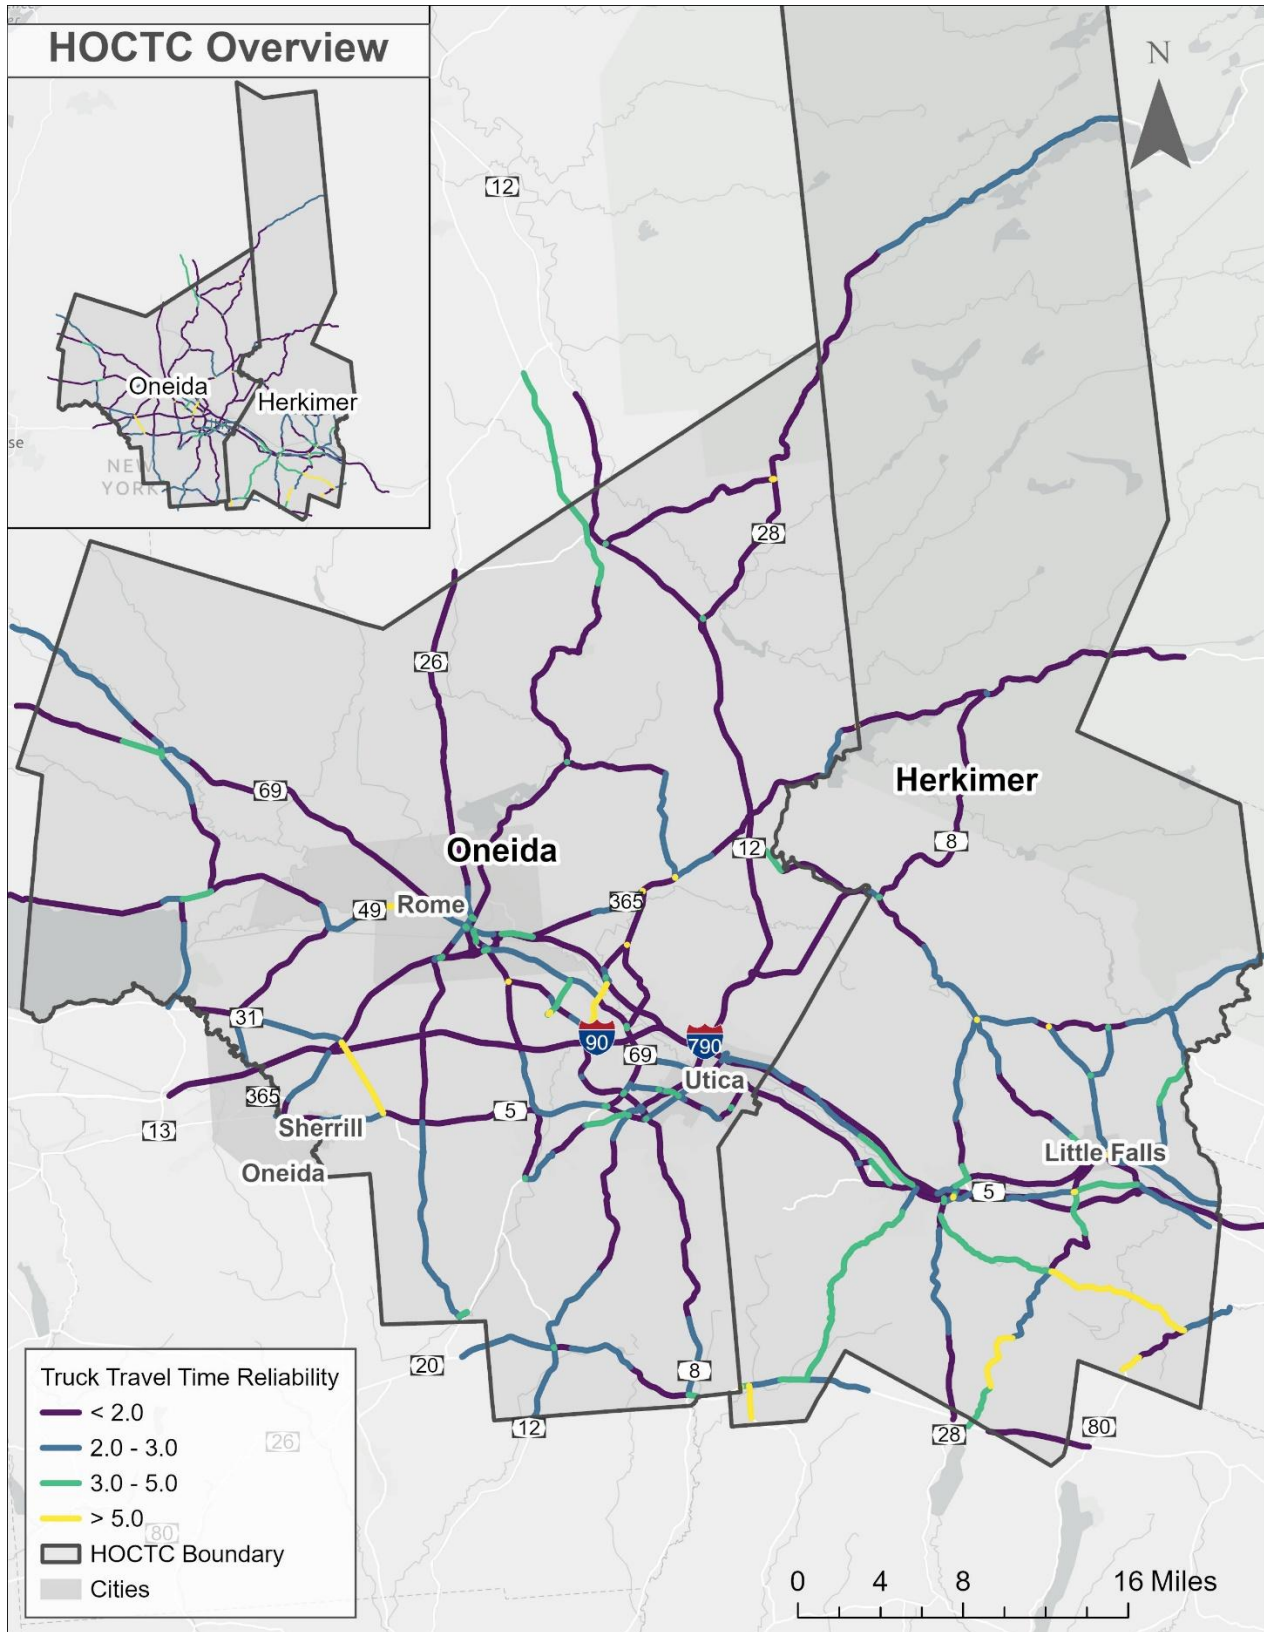 HOCTC Overview
Oneida
Herkimer
NEW
YORK
se
N
12
28
26
69
Herkimer
Oneida
12
8
49
Rome
365
31
90
69
790
Utica
365
5
13
Sherrill
Oneida
Little Falls
5
20
8
12
28
80
Truck Travel Time Reliability
< 2.0
2.0 - 3.0
26
3.0 - 5.0
> 5.0
80
HOCTC Boundary
Cities
0 4 8 16 Miles